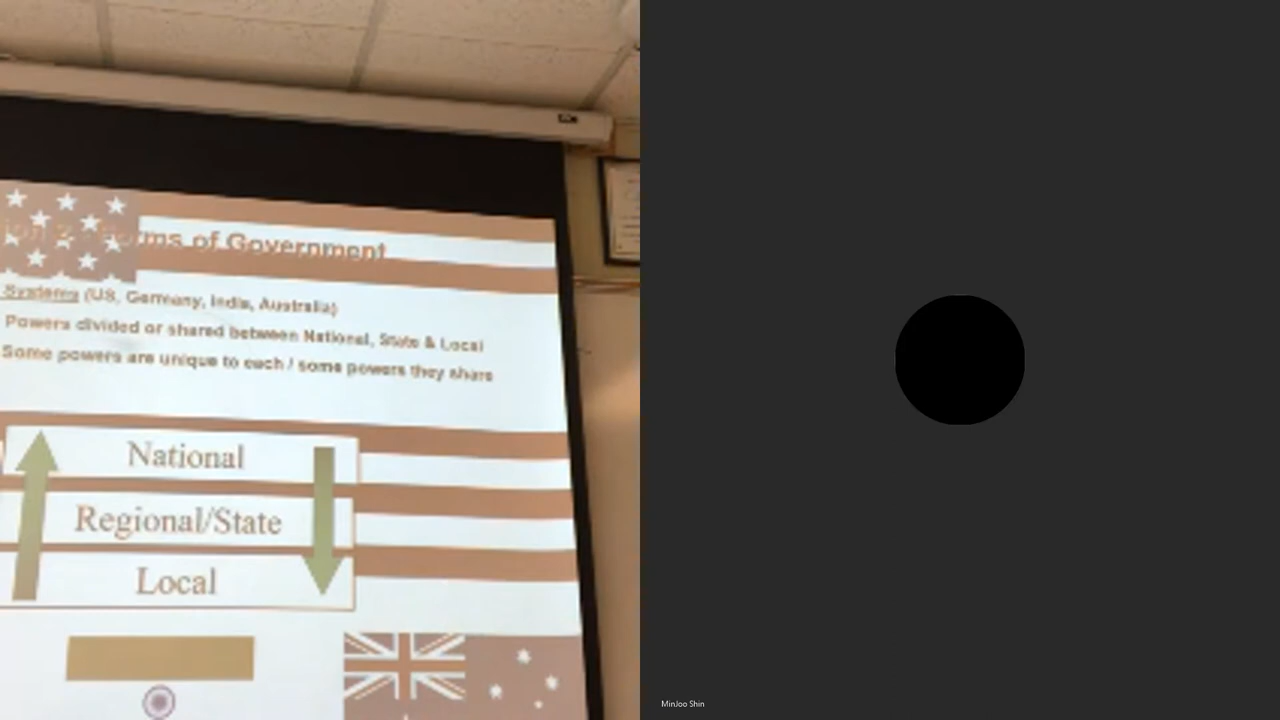 Forms of Government
Systems (US, Germany, India, Australia)
Powers divided or shared between National, State & Local
Some powers are unique to each / some powers they share
National
Regional/State
Local
MinJoo Shin